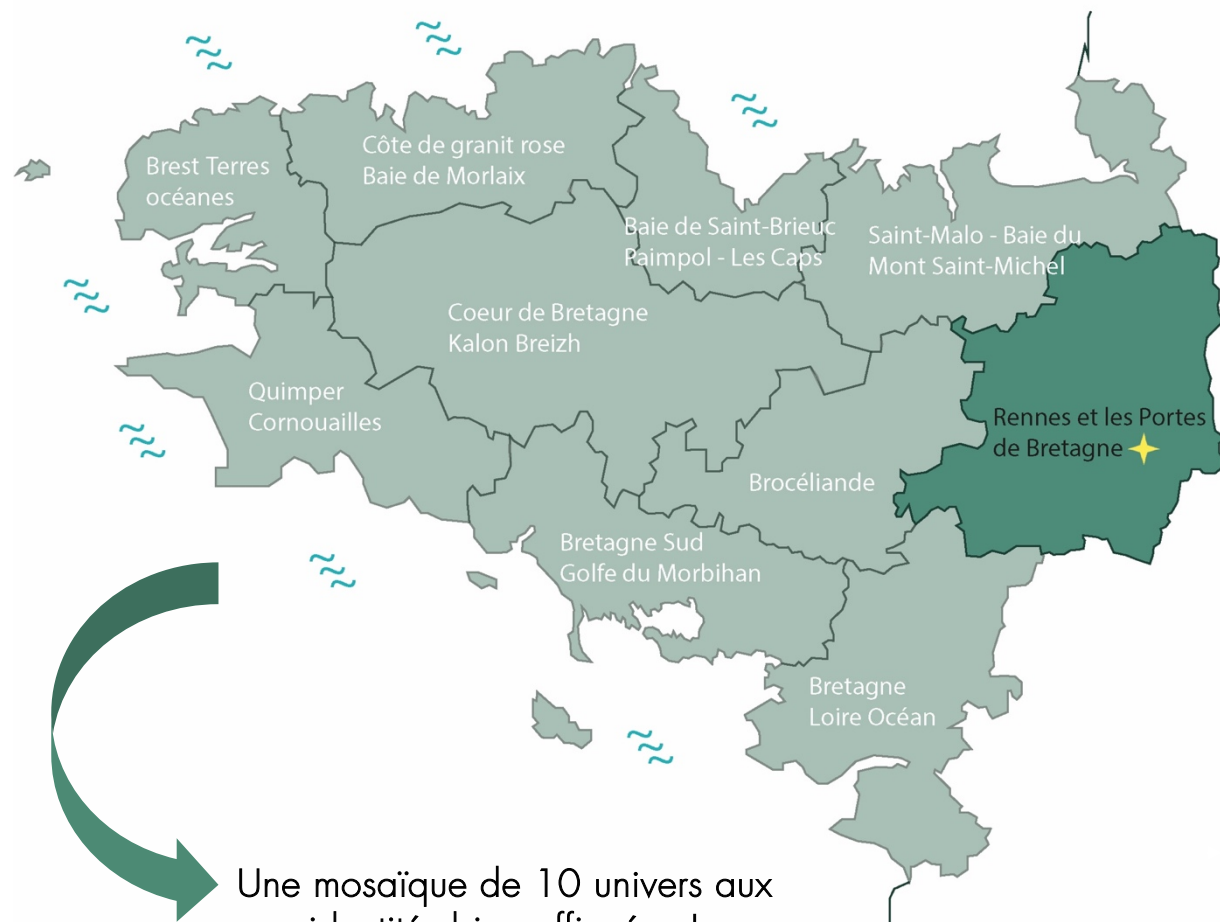 Côte de granit rose
Baie de Morlaix
Brest Terres
océanes
Baie de Saint-Brieuc
Paimpol - Les Caps
Saint-Malo - Baie du
Mont Saint-Michel
Coeur de Bretagne
Kalon Breizh
Quimper
Cornouailles
Rennes et les Portes
de Bretagne
Brocéliande
Bretagne Sud
Golfe du Morbihan
Bretagne
Loire Océan
Une mosaïque de 10 univers aux